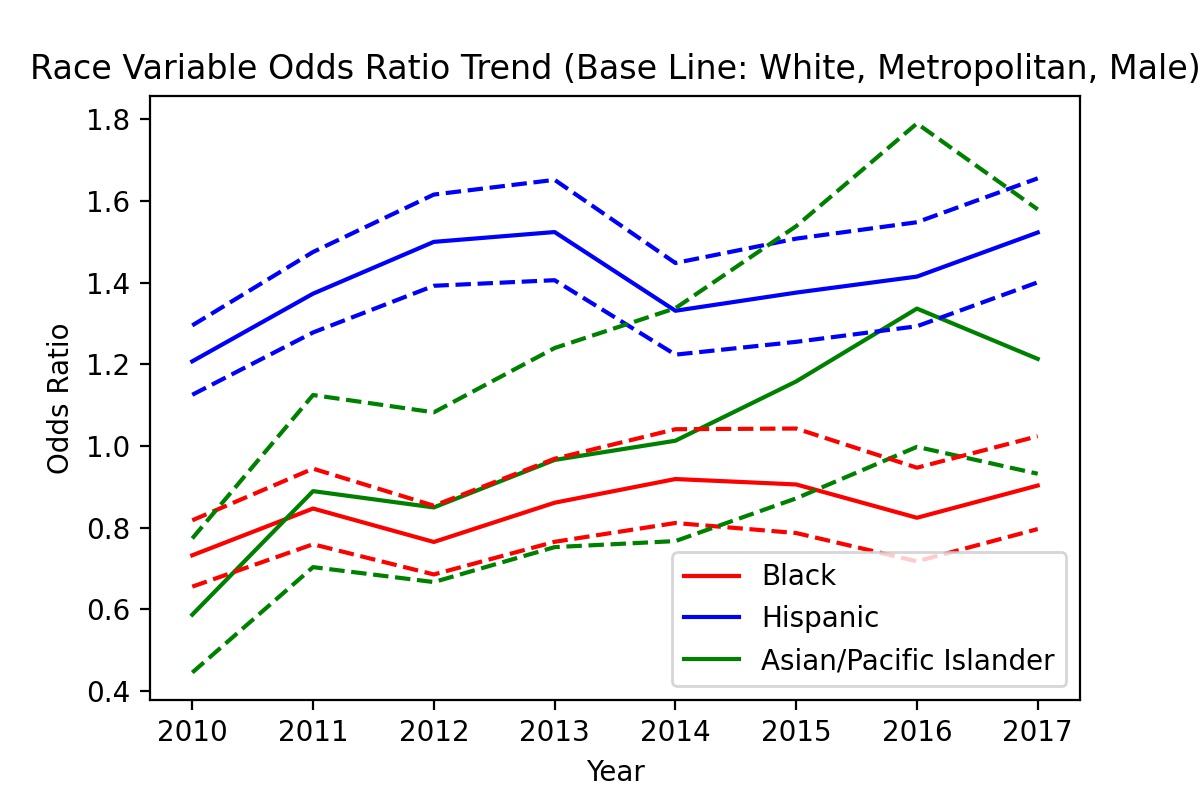 Race Variable Odds Ratio Trend (Base Line: White, Metropolitan, Male)
1.8
1.6
1.4
1.2
1.0
0.8
0.6
0.4
Odds Ratio
Black
Hispanic
Asian/Pacific Islander
2010 2011 2012 2013 2014 2015 2016 2017
Year